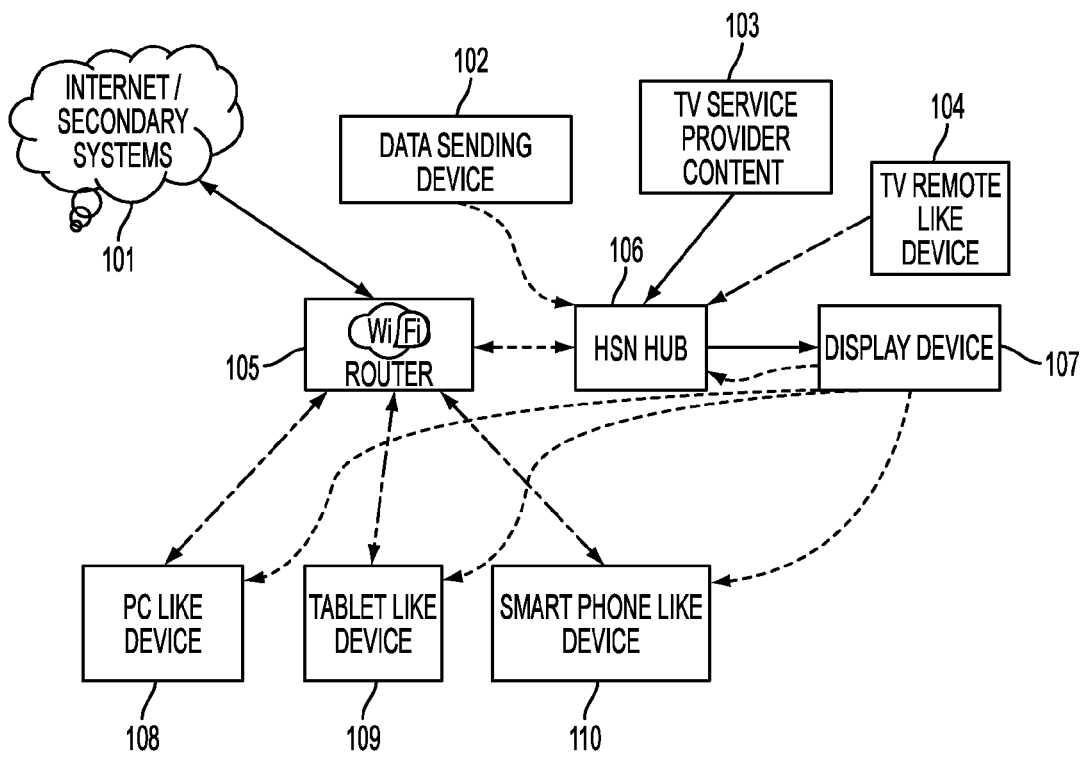 INTERNET /
SECONDARY
SYSTEMS
101
102
DATA SENDING
DEVICE
103
TV SERVICE
PROVIDER
CONTENT
104
TV REMOTE
LIKE
DEVICE
105
Wi Fi
ROUTER
106
HSN HUB
DISPLAY DEVICE
107
PC LIKE
DEVICE
108
TABLET LIKE
DEVICE
109
SMART PHONE LIKE
DEVICE
110